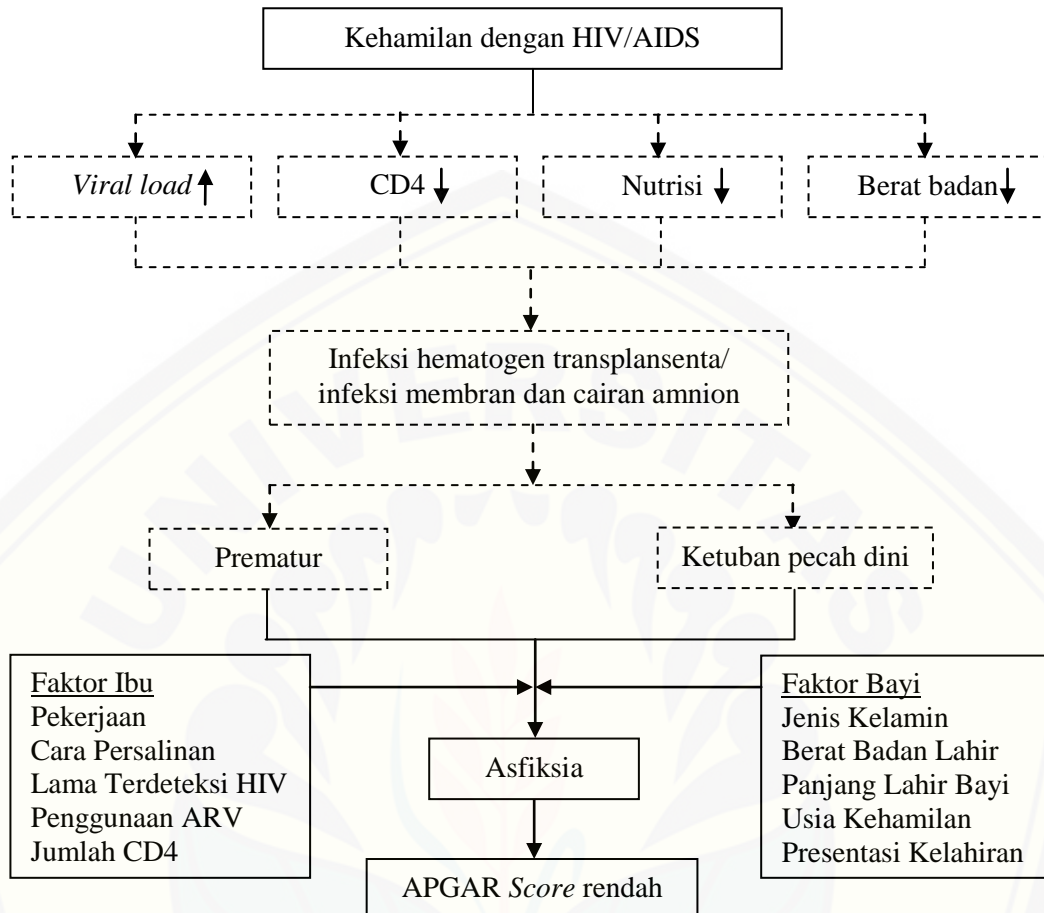 Kehamilan dengan HIV/AIDS
Viral load
CD4
Nutrisi
Berat badan
Infeksi hematogen transplansenta/
infeksi membran dan cairan amnion
Prematur
Ketuban pecah dini
Faktor Ibu
Pekerjaan
Cara Persalinan
Lama Terdeteksi HIV
Penggunaan ARV
Jumlah CD4
Asfiksia
APGAR Score rendah
Faktor Bayi
Jenis Kelamin
Berat Badan Lahir
Panjang Lahir Bayi
Usia Kehamilan
Presentasi Kelahiran
UNIVERSITAS